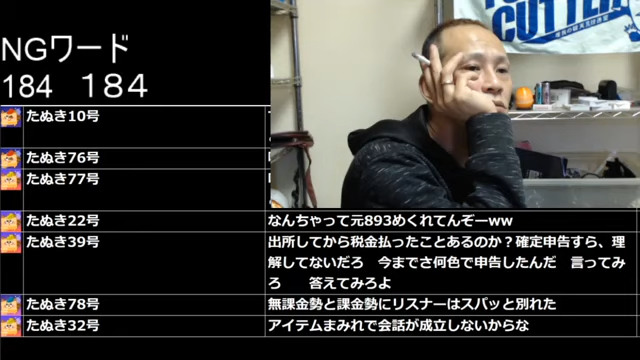 CUTTER
NGワード
184　184
たぬき10号
たぬき76号
たぬき77号
たぬき22号
なんちゃって元893めくれてんぞーww
たぬき39号
出所してから税金払ったことあるのか？確定申告すら、理
解してないだろ　今までさ何色で申告したんだ　言ってみ
ろ　　答えてみろよ
たぬき78号
無課金勢と課金勢にリスナーはスパッと別れた
たぬき32号
アイテムまみれで会話が成立しないからな